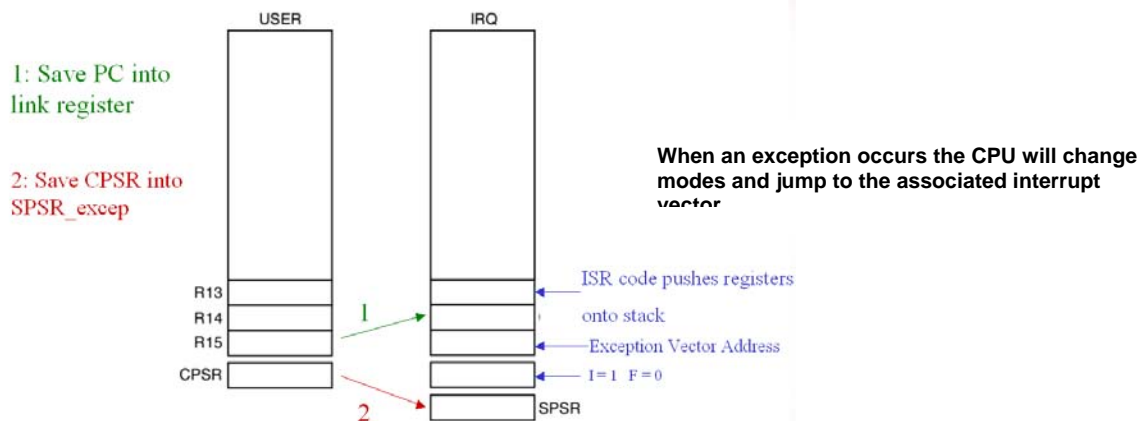 USER
IRQ
1: Save PC into
link register
2: Save CPSR into
SPSR_excep
When an exception occurs the CPU will change
modes and jump to the associated interrupt
vector
R13
R14
R15
CPSR
1
2
ISR code pushes registers
onto stack
Exception Vector Address
I = 1 F = 0
SPSR